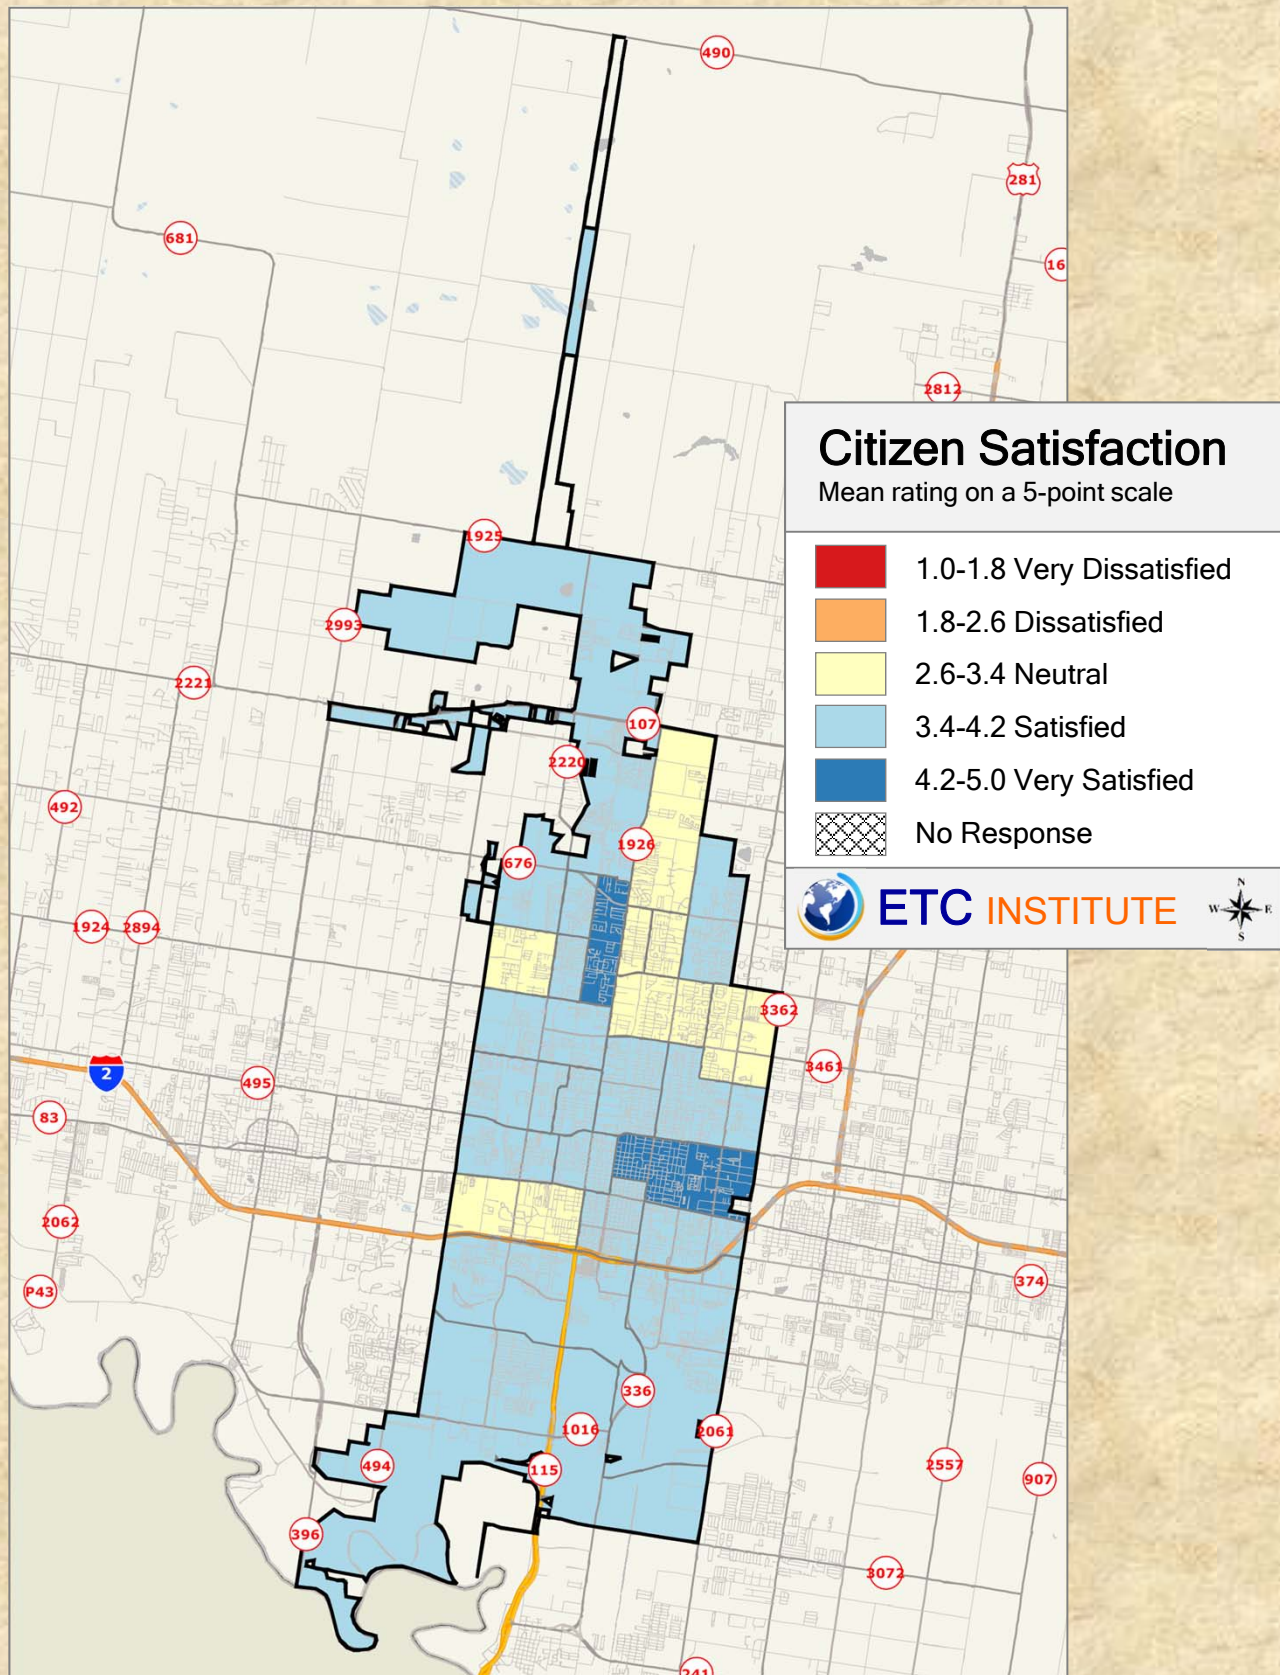 490
281
681
16
2812
Citizen Satisfaction
Mean rating on a 5-point scale
1.0-1.8 Very Dissatisfied
1.8-2.6 Dissatisfied
2.6-3.4 Neutral
3.4-4.2 Satisfied
4.2-5.0 Very Satisfied
No Response
ETC INSTITUTE
N
W E
S
1925
2993
2221
107
2220
492
1926
676
1924 2894
3362
2
3461
495
83
2062
P43
374
336
1016
2061
494
115
2557
907
396
3072
241